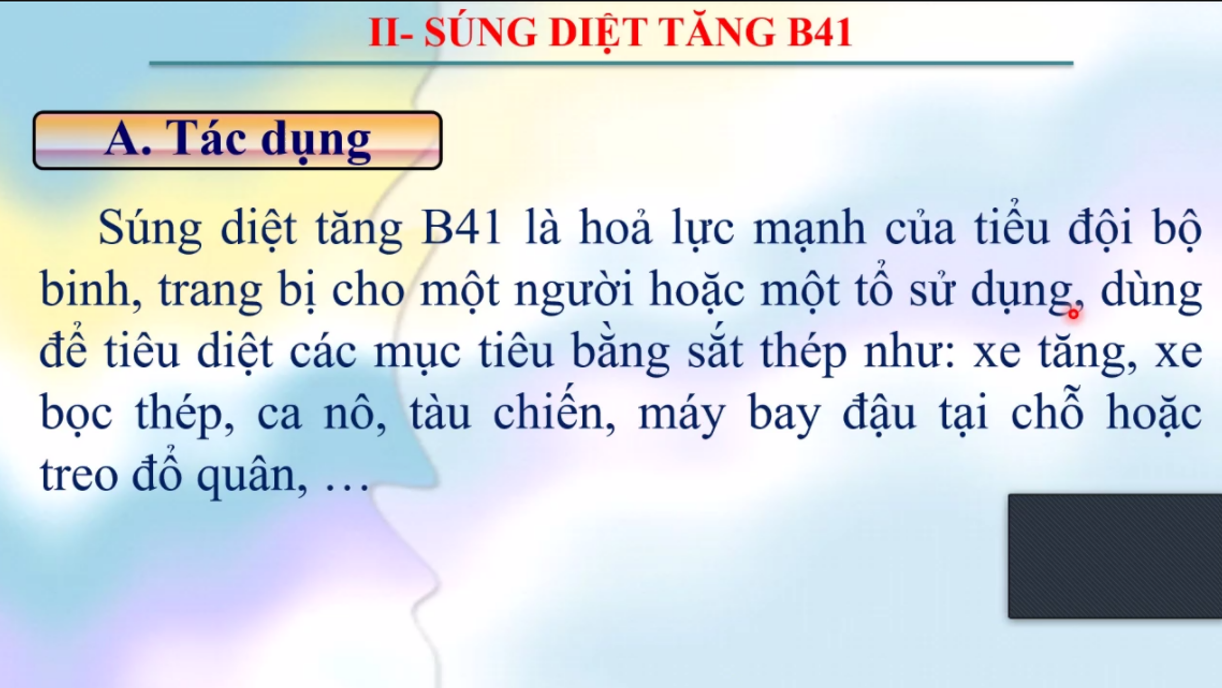 II- SÚNG DIỆT TĂNG B41
A. Tác dụng
Súng diệt tăng B41 là hoả lực mạnh của tiểu đội bộ
binh, trang bị cho một người hoặc một tổ sử dụng, dùng
để tiêu diệt các mục tiêu bằng sắt thép như: xe tăng, xe
bọc thép, ca nô, tàu chiến, máy bay đậu tại chỗ hoặc
treo đổ quân, …